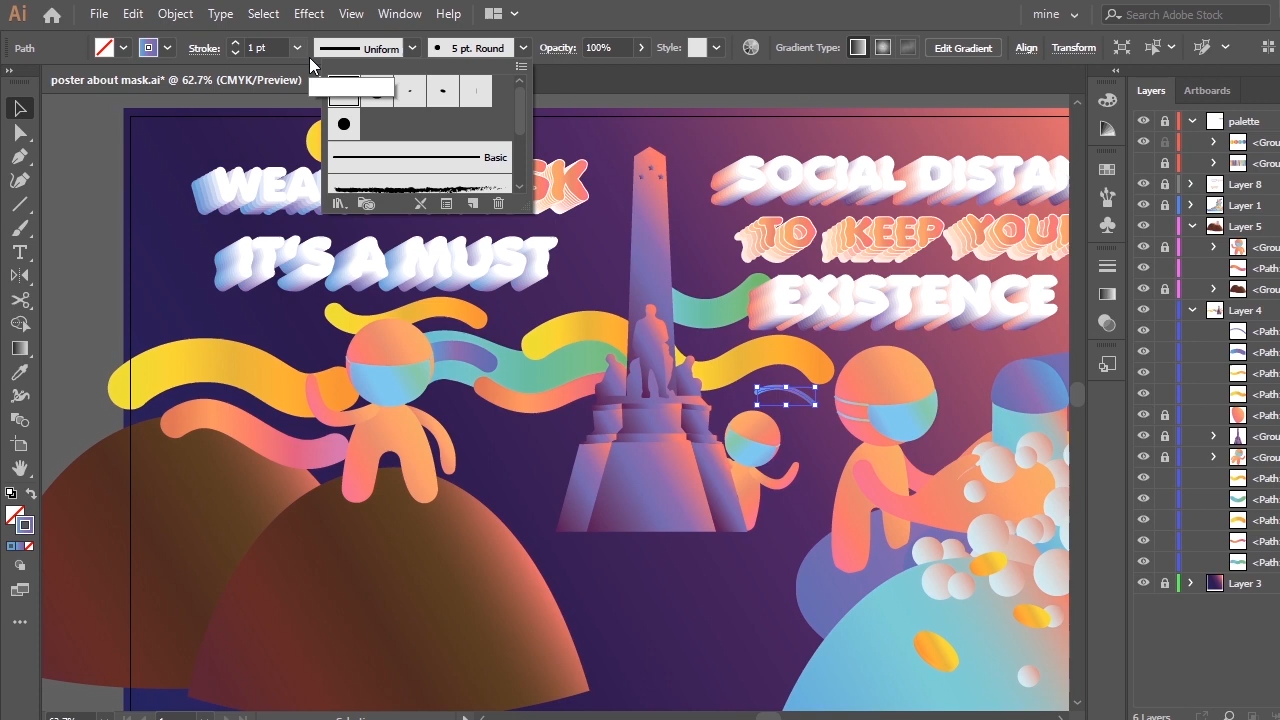 Ai File Edit Object Type Select Effect View Window Help mine Search Adobe Stock
Path Stroke: 1 pt Uniform 5 pt. Round Opacity: 100% Style: Gradient Type: Edit Gradient Align Transform
poster about mask.ai* @ 62.7% (CMYK/Preview)
Layers Artboards
palette
<Grou
<Grou
Basic
Layer 8
Layer 1
Layer 5
<Grou
<Path
<Grou
Layer 4
<Path
<Path
<Path
<Path
<Path
<Grou
<Grou
<Path
<Path
<Path
<Path
<Path
Layer 3
WEA SK
IT'S A MUST
SOCIAL DISTAN
TO KEEP YOUR
EXISTENCE
6 Layers